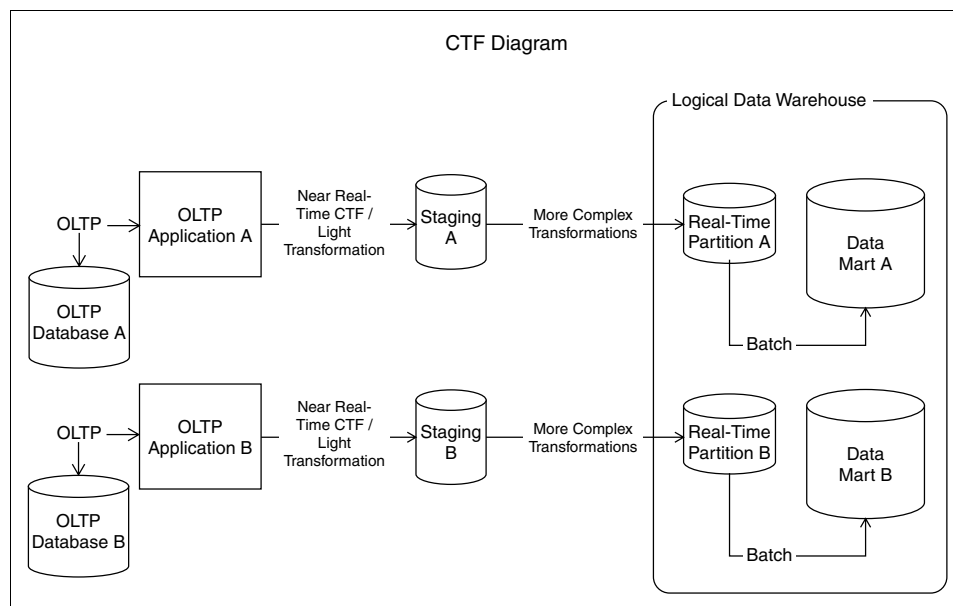 CTF Diagram
Logical Data Warehouse
OLTP
OLTP
Application A
Near Real-
Time CTF /
Light
Transformation
Staging
A
More Complex
Transformations
Real-Time
Partition A
Data
Mart A
OLTP
Database A
Batch
OLTP
OLTP
Application B
Near Real-
Time CTF /
Light
Transformation
Staging
B
More Complex
Transformations
Real-Time
Partition B
Data
Mart B
OLTP
Database B
Batch